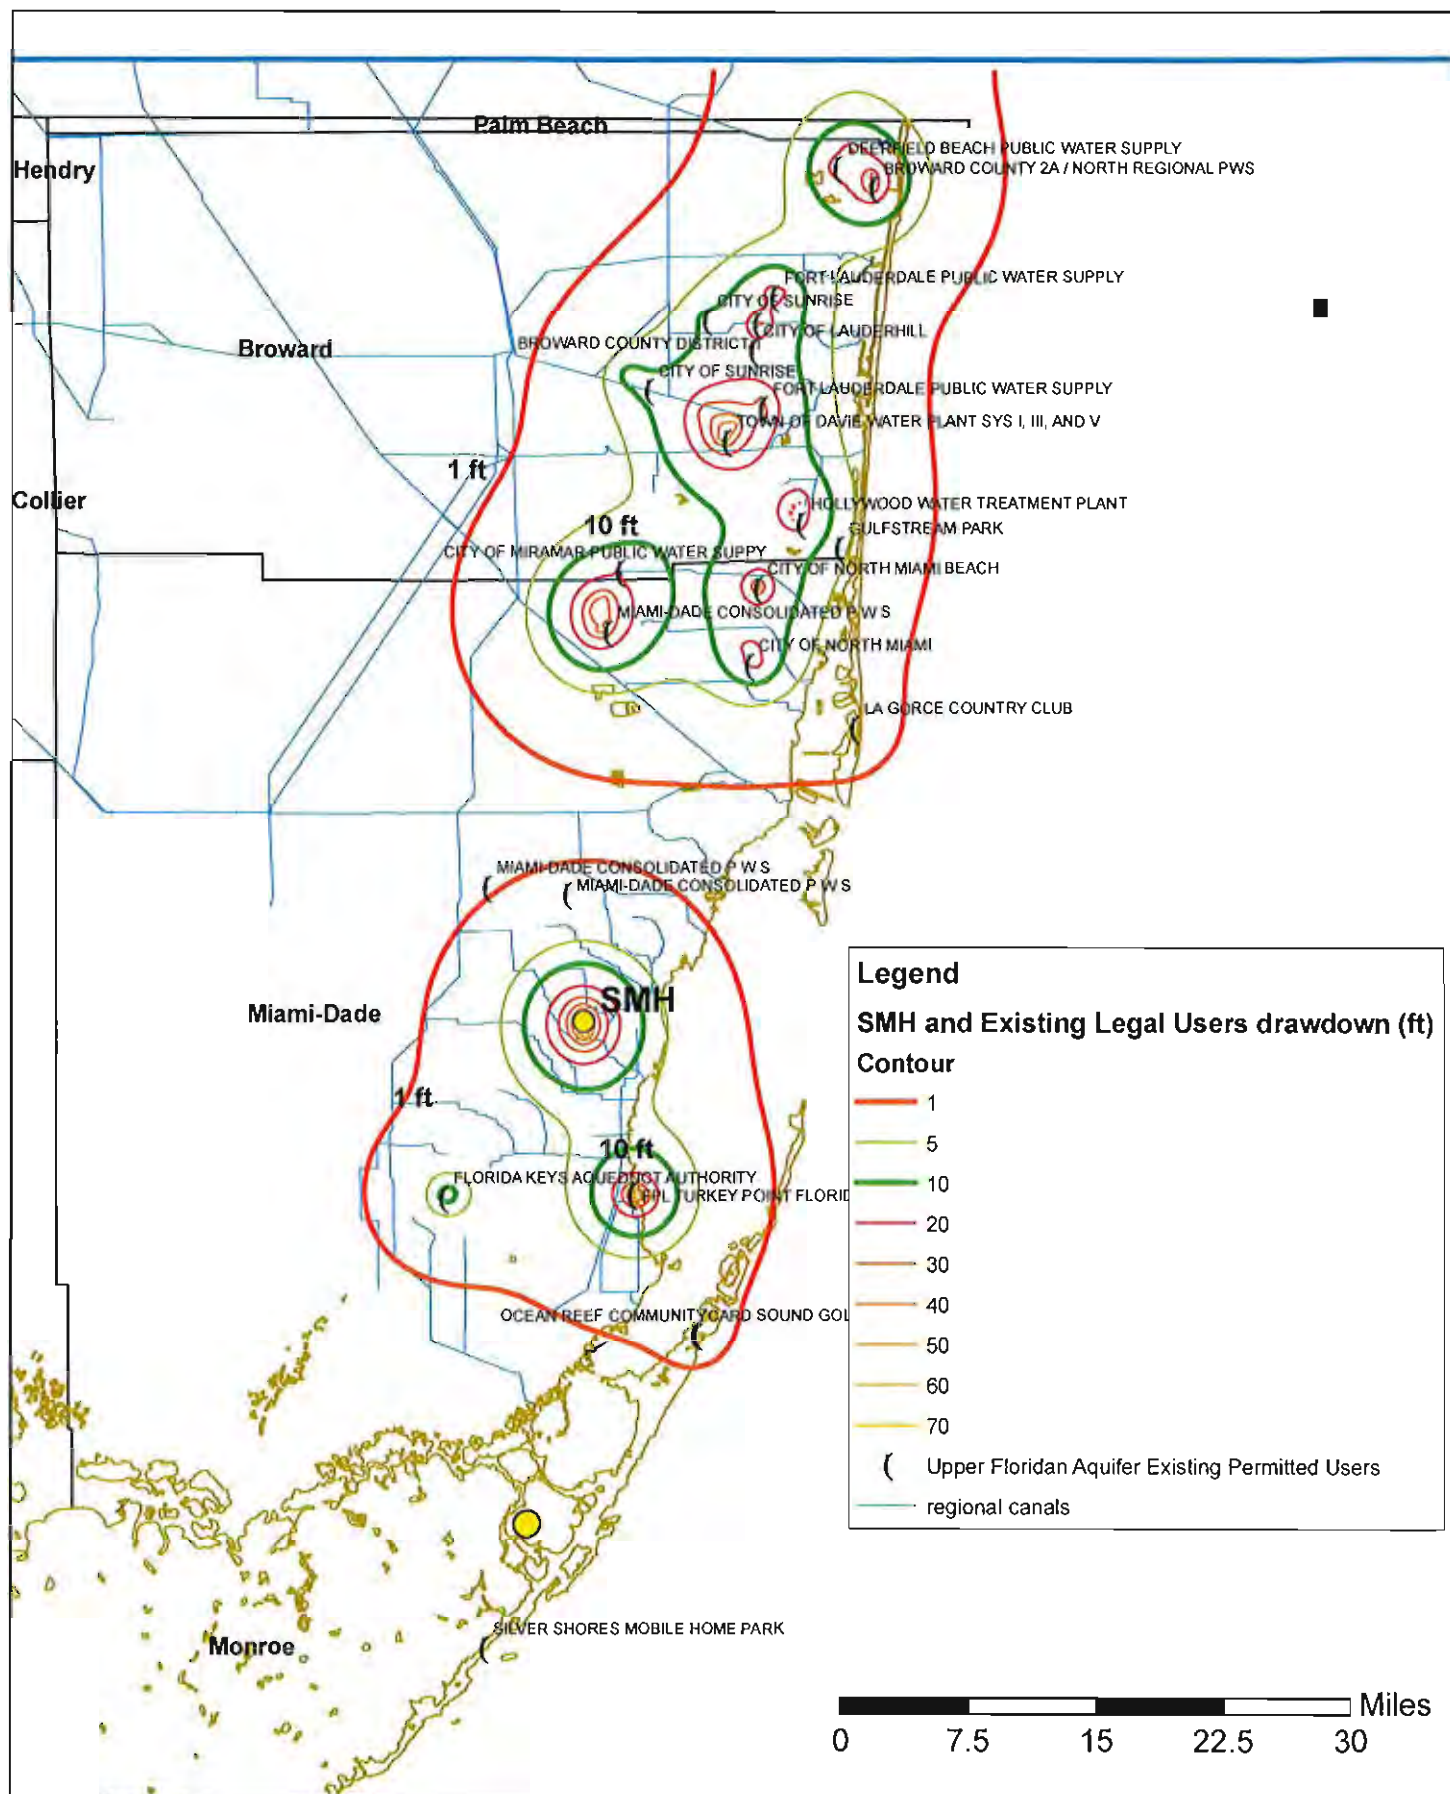 Palm Beach
DEERFIELD BEACH PUBLIC WATER SUPPLY
Hendry
BROWARD COUNTY 2A / NORTH REGIONAL PWS
FORT LAUDERDALE PUBLIC WATER SUPPLY
CITY OF SUNRISE
CITY OF LAUDERHILL
BROWARD COUNTY DISTRICT 1
Broward
CITY OF SUNRISE
FORT LAUDERDALE PUBLIC WATER SUPPLY
TOWN OF DAVIE WATER PLANT SYS I, III, AND V
1 ft
Collier
HOLLYWOOD WATER TREATMENT PLANT
10 ft
GULFSTREAM PARK
CITY OF MIRAMAR PUBLIC WATER SUPPY
CITY OF NORTH MIAMI BEACH
MIAMI-DADE CONSOLIDATED P W S
CITY OF NORTH MIAMI
LA GORCE COUNTRY CLUB
MIAMI-DADE CONSOLIDATED P W S
MIAMI-DADE CONSOLIDATED P W S
SMH
Miami-Dade
1 ft
10 ft
FLORIDA KEYS AQUEDUCT AUTHORITY
FPL TURKEY POINT FLORID
OCEAN REEF COMMUNITY CARD SOUND GOL
Legend
SMH and Existing Legal Users drawdown (ft)
Contour
1
5
10
20
30
40
50
60
70
Upper Floridan Aquifer Existing Permitted Users
regional canals
SILVER SHORES MOBILE HOME PARK
Monroe
Miles
0 7.5 15 22.5 30